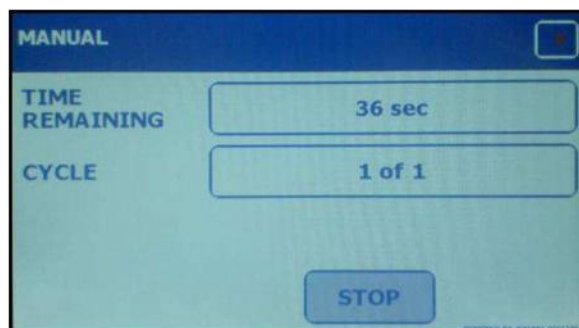 MANUAL
TIME
REMAINING
36 sec
CYCLE
1 of 1
STOP